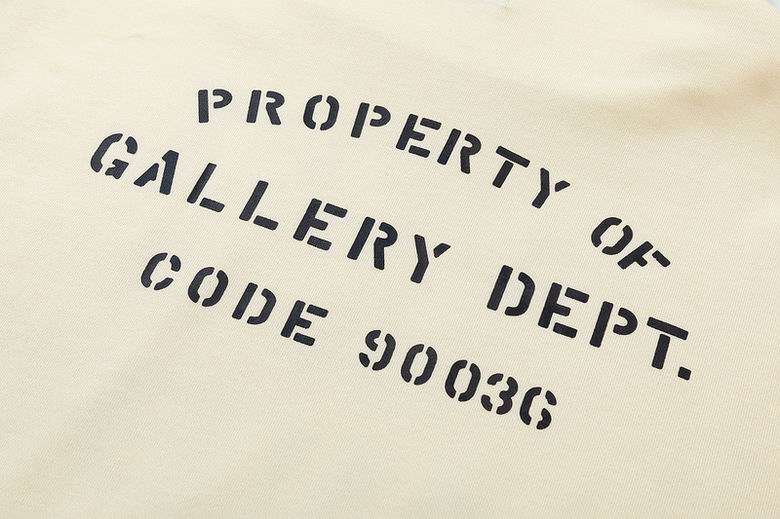 PROPERTY OF
GALLERY DEPT.
CODE 90036